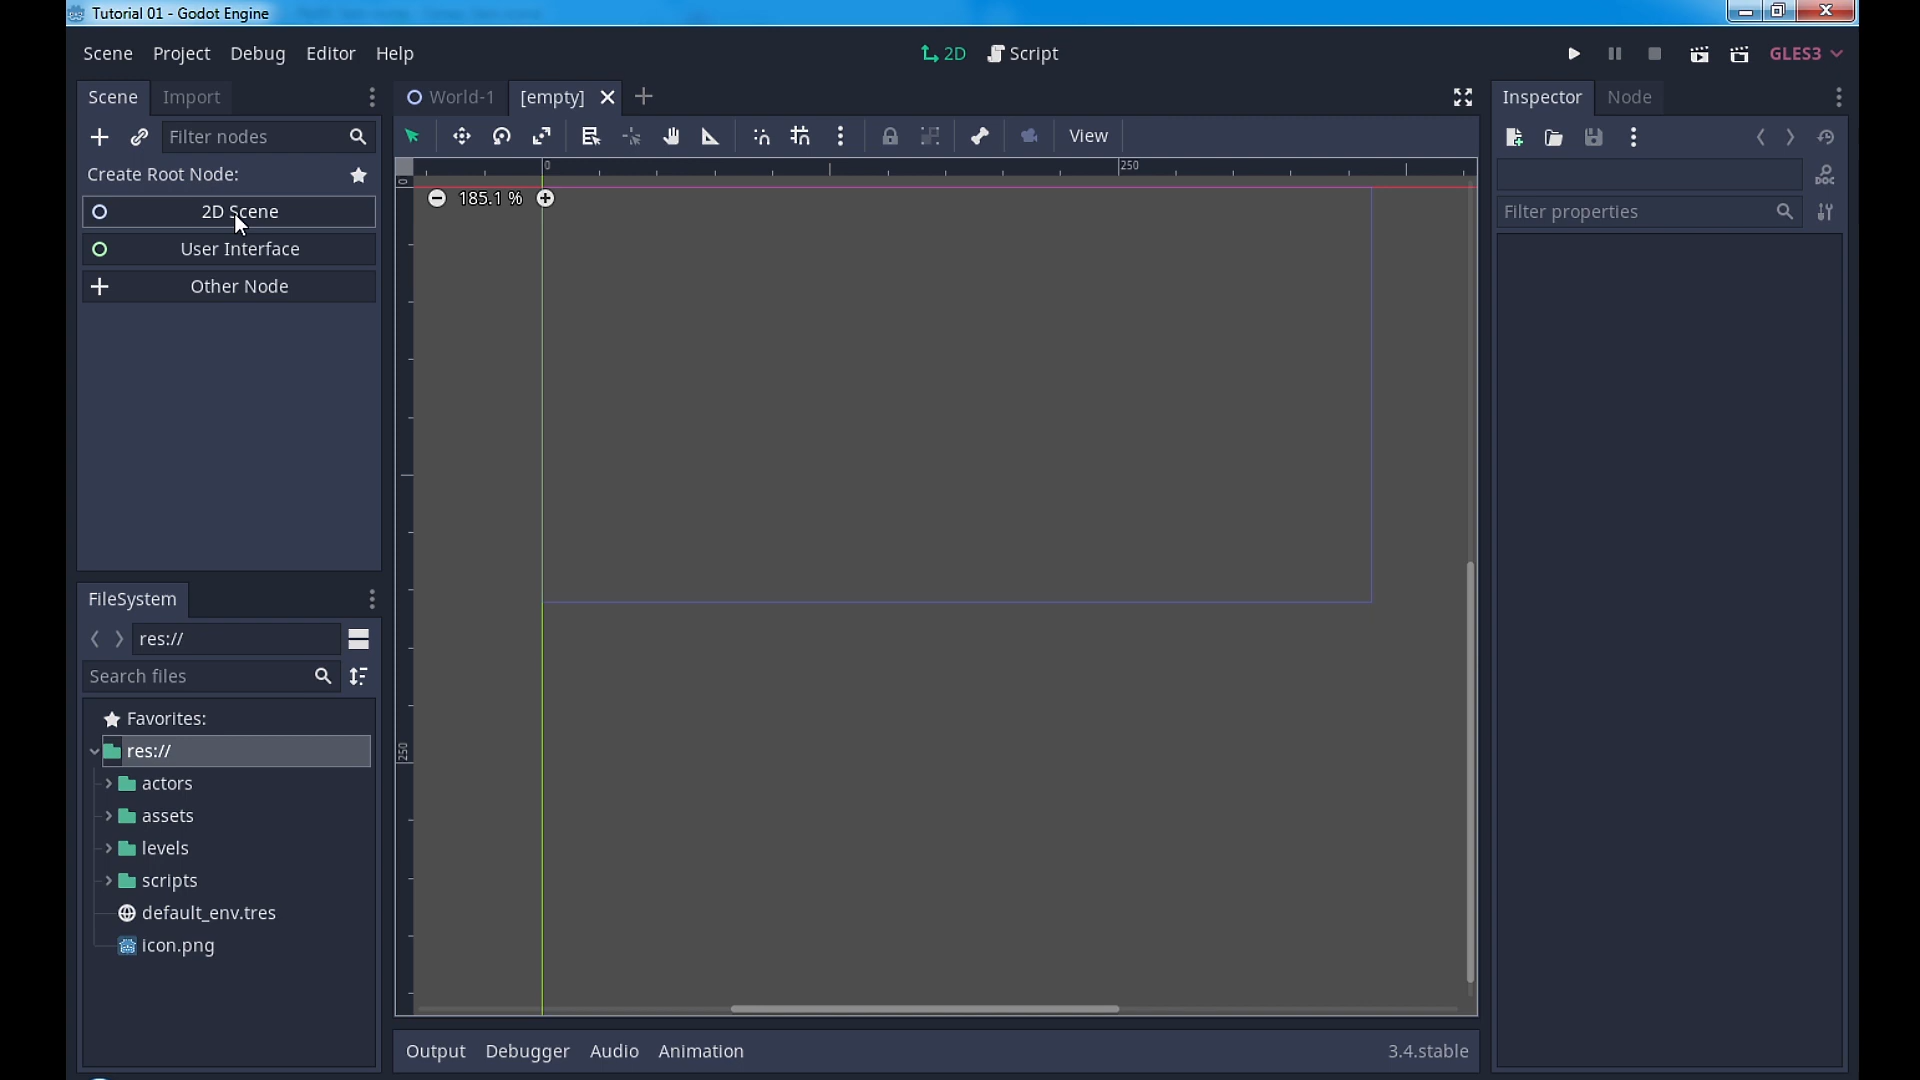 Tutorial 01 - Godot Engine
Scene Project Debug Editor Help
2D Script
GLES3
Scene Import
World-1 [empty]
Inspector Node
Filter nodes
View
Create Root Node:
0 250
0
185.1 %
2D Scene
Filter properties
DOC
User Interface
Other Node
FileSystem
res://
Search files
250
Favorites:
res://
actors
assets
levels
scripts
default_env.tres
icon.png
Output Debugger Audio Animation
3.4.stable